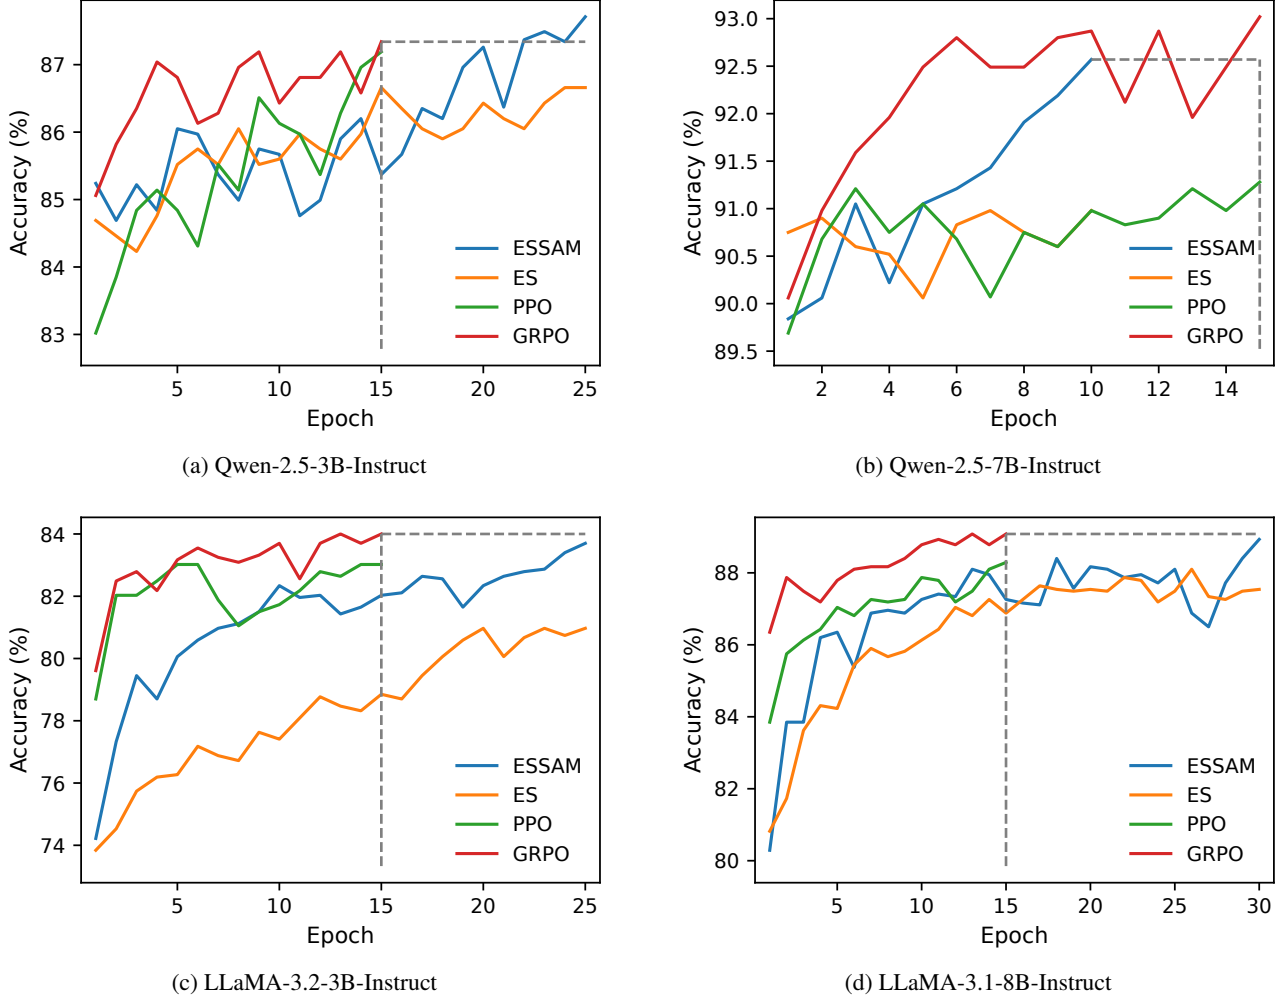 Accuracy (%)
87
86
85
84
83
ESSAM
ES
PPO
GRPO
5
10
15
20
25
Epoch
(a) Qwen-2.5-3B-Instruct
Accuracy (%)
93.0
92.5
92.0
91.5
91.0
90.5
90.0
89.5
ESSAM
ES
PPO
GRPO
2
4
6
8
10
12
14
Epoch
(b) Qwen-2.5-7B-Instruct
Accuracy (%)
84
82
80
78
76
74
ESSAM
ES
PPO
GRPO
5
10
15
20
25
Epoch
(c) LLaMA-3.2-3B-Instruct
Accuracy (%)
88
86
84
82
80
ESSAM
ES
PPO
GRPO
5
10
15
20
25
30
Epoch
(d) LLaMA-3.1-8B-Instruct